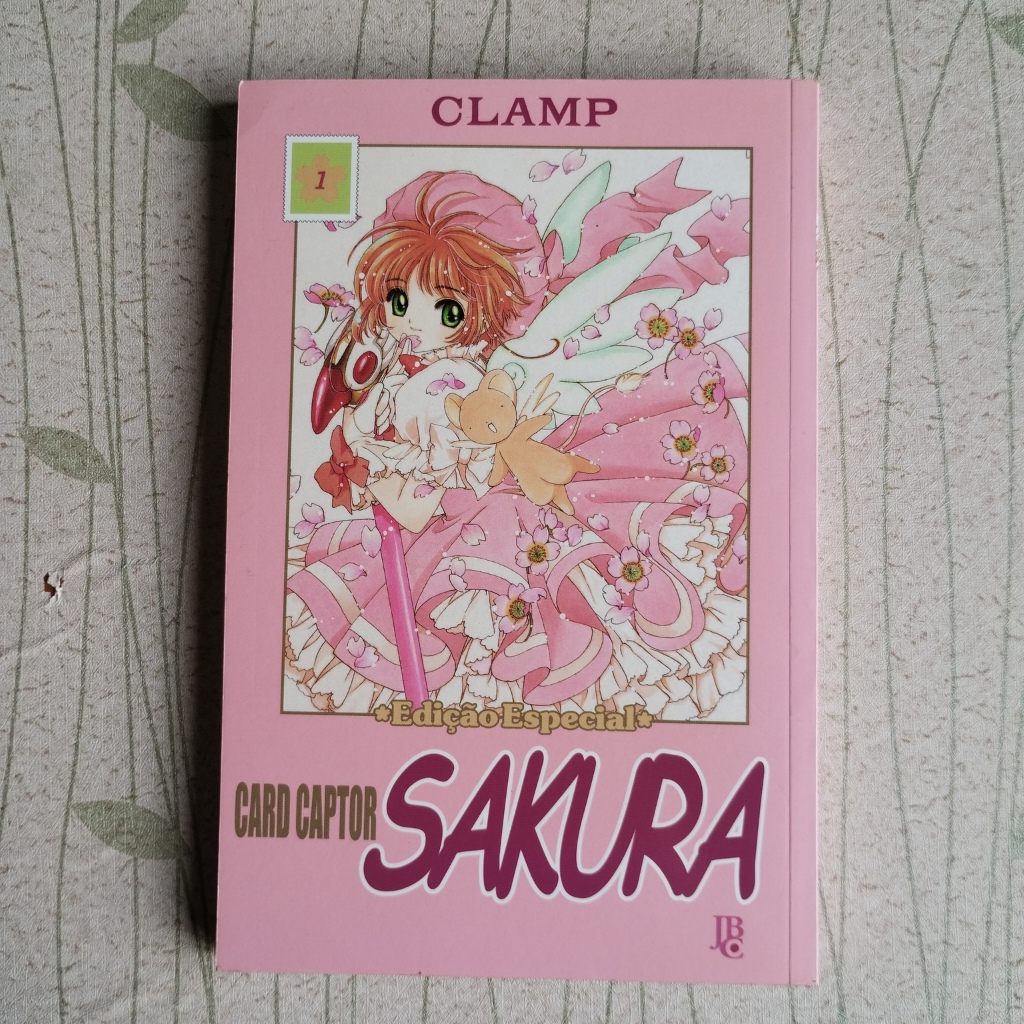 CLAMP
1
Edição Especial
CARD CAPTOR SAKURA
JBC